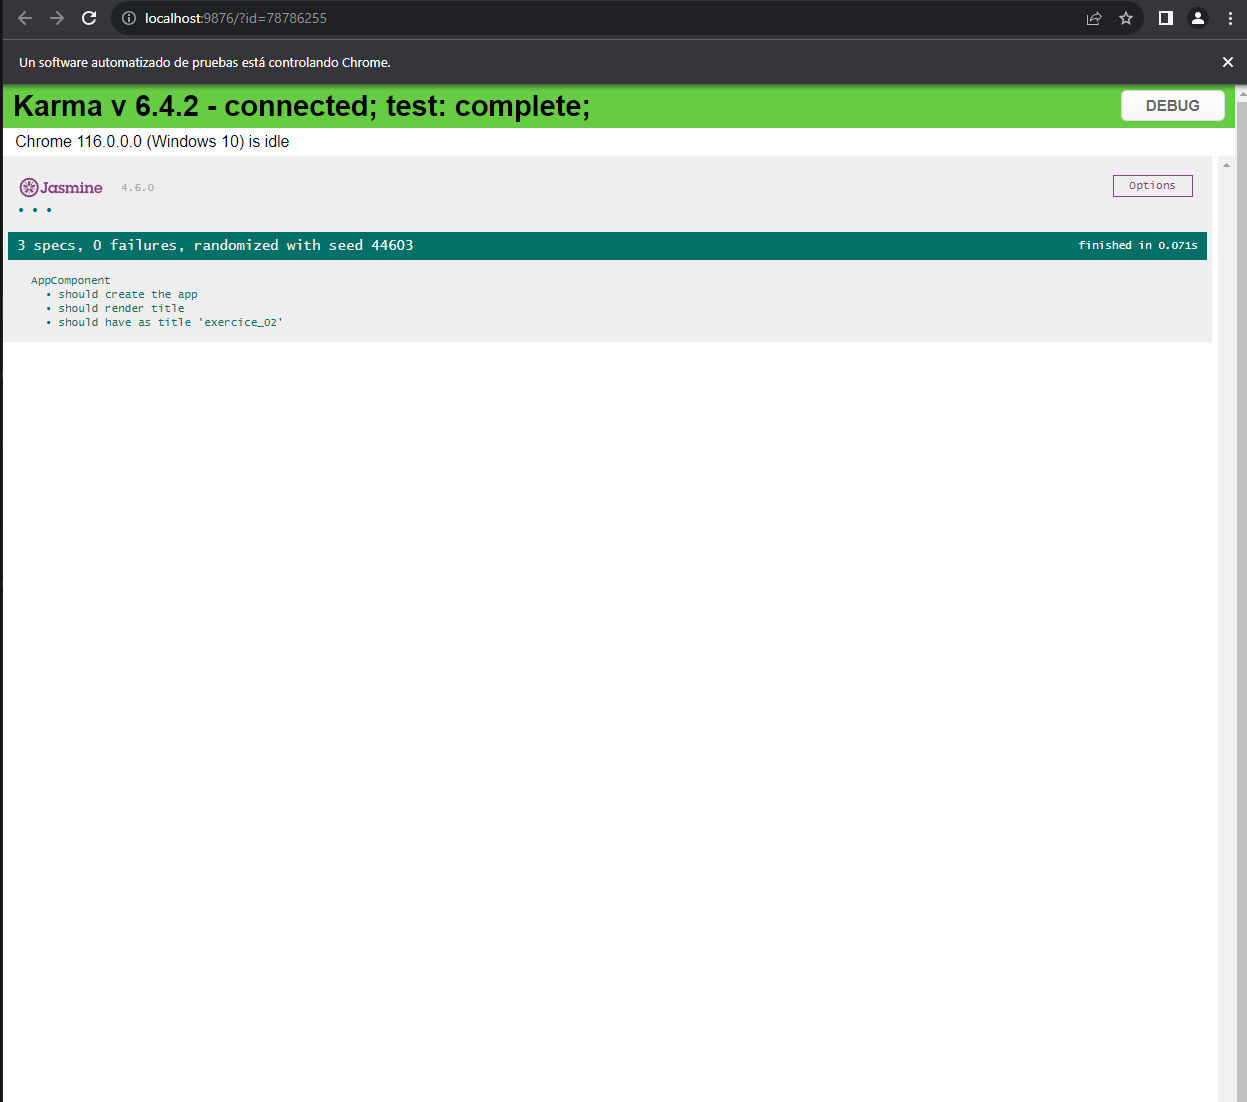 localhost:9876/?id=78786255
Un software automatizado de pruebas está controlando Chrome.
Karma v 6.4.2 - connected; test: complete;
DEBUG
Chrome 116.0.0.0 (Windows 10) is idle
Jasmine 4.6.0
Options
• • •
3 specs, 0 failures, randomized with seed 44603
finished in 0.071s
AppComponent
• should create the app
• should render title
• should have as title 'exercice_02'